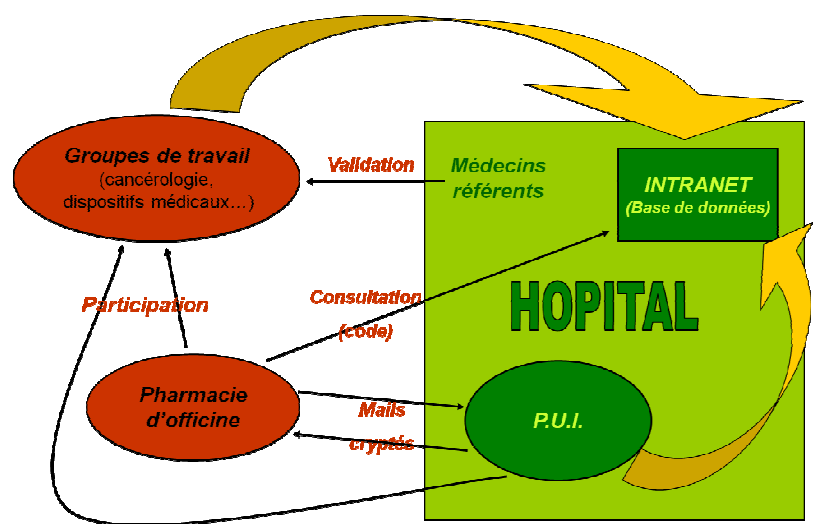 Groupes de travail
(cancérologie,
dispositifs médicaux…)
Validation
Médecins
référents
INTRANET
(Base de données)
Participation
Consultation
(code)
HOPITAL
Pharmacie
d'officine
Mails
cryptés
P.U.I.